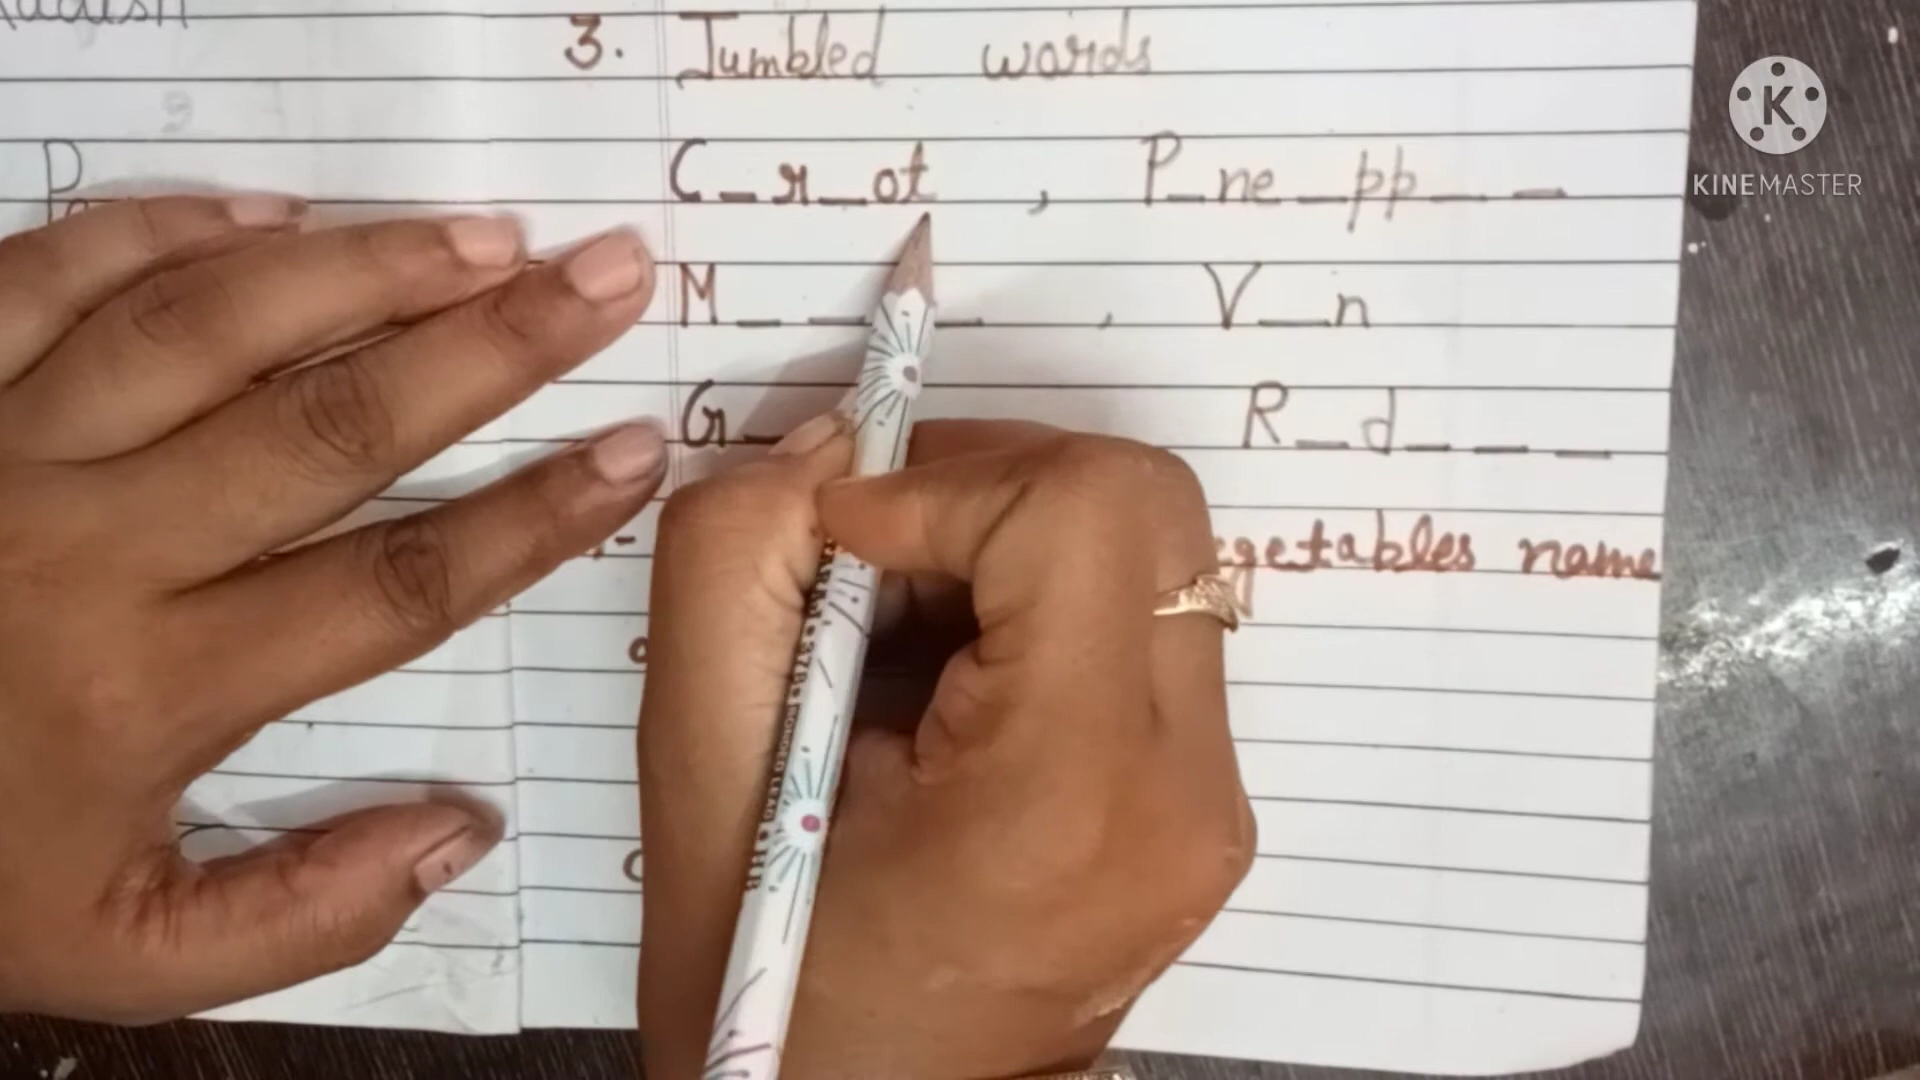 3. Jumbled words
C_r_ot , P_ne_pp_ _
M_ _ _ , V_n
G_ R_d_ _ _
egetables name
K
KINEMASTER